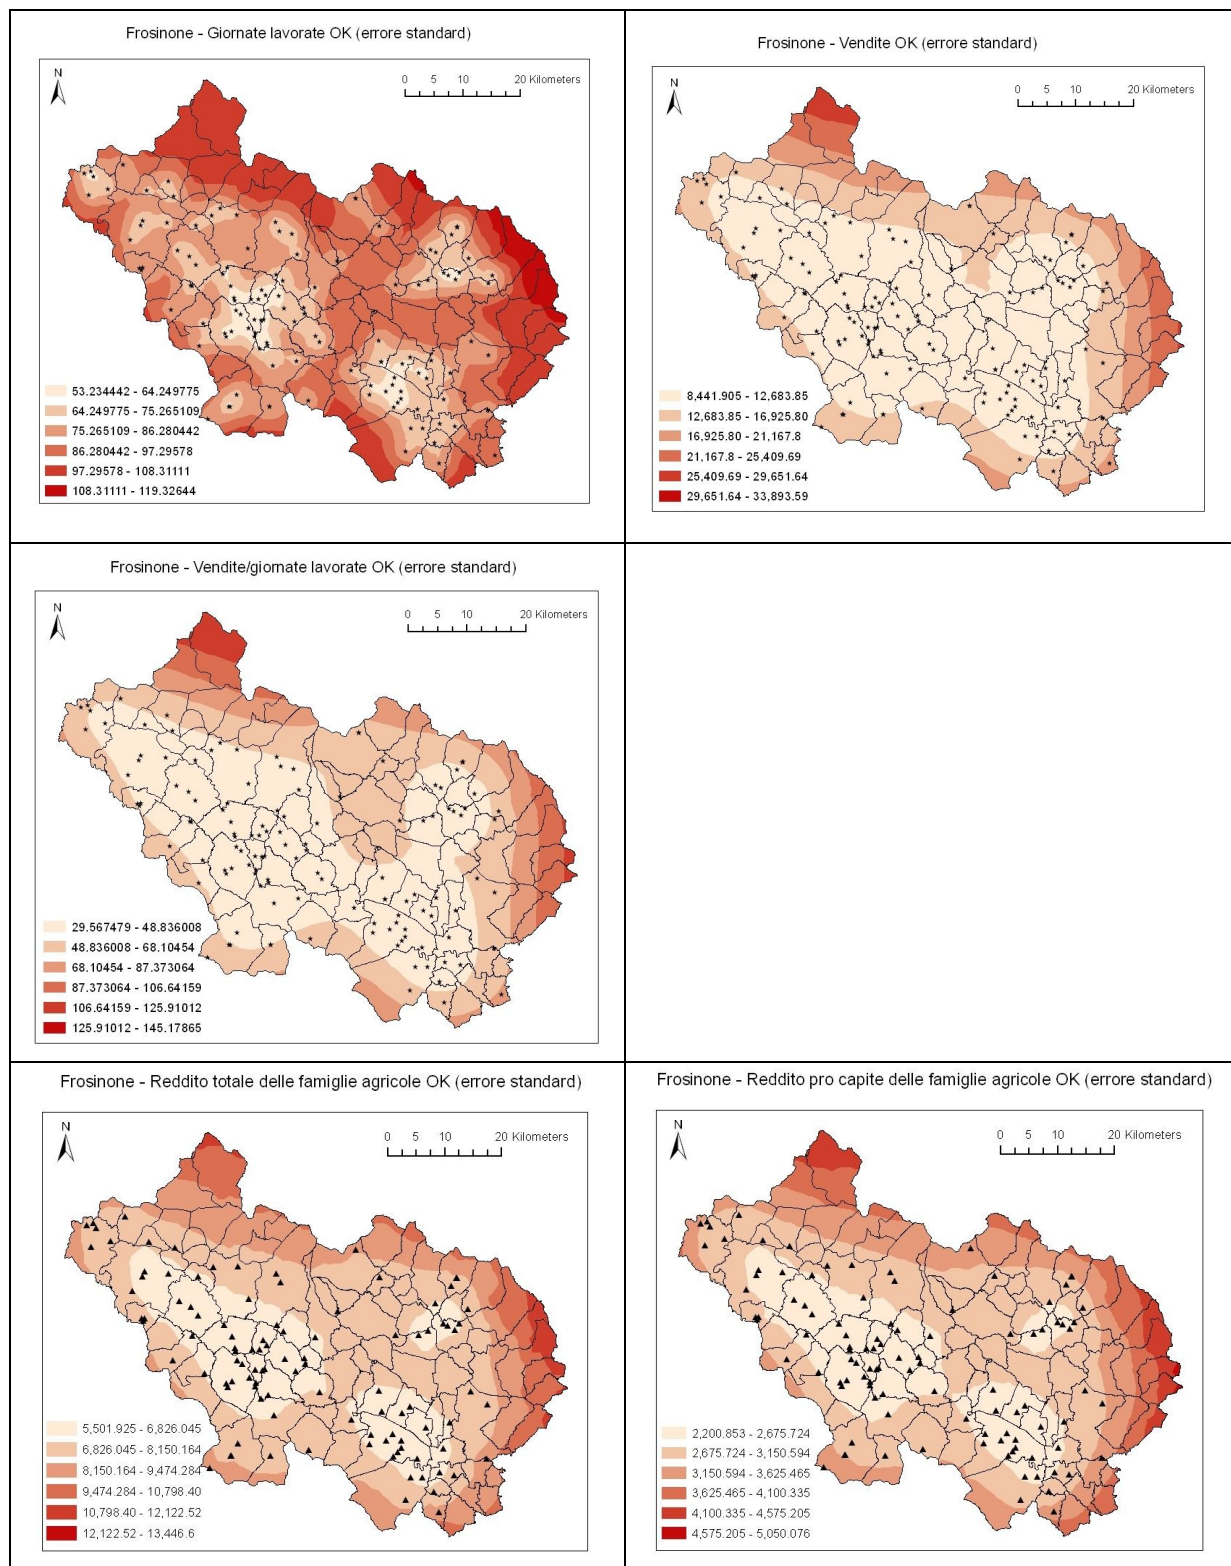 Frosinone - Giornate lavorate OK (errore standard)
N
0 5 10 20 Kilometers
53.234442 - 64.249775
64.249775 - 75.265109
75.265109 - 86.280442
86.280442 - 97.29578
97.29578 - 108.31111
108.31111 - 119.32644
Frosinone - Vendite OK (errore standard)
N
0 5 10 20 Kilometers
8,441.905 - 12,683.85
12,683.85 - 16,925.80
16,925.80 - 21,167.8
21,167.8 - 25,409.69
25,409.69 - 29,651.64
29,651.64 - 33,893.59
Frosinone - Vendite/giornate lavorate OK (errore standard)
N
0 5 10 20 Kilometers
29.567479 - 48.836008
48.836008 - 68.10454
68.10454 - 87.373064
87.373064 - 106.64159
106.64159 - 125.91012
125.91012 - 145.17865
Frosinone - Reddito totale delle famiglie agricole OK (errore standard)
N
0 5 10 20 Kilometers
5,501.925 - 6,826.045
6,826.045 - 8,150.164
8,150.164 - 9,474.284
9,474.284 - 10,798.40
10,798.40 - 12,122.52
12,122.52 - 13,446.6
Frosinone - Reddito pro capite delle famiglie agricole OK (errore standard)
N
0 5 10 20 Kilometers
2,200.853 - 2,675.724
2,675.724 - 3,150.594
3,150.594 - 3,625.465
3,625.465 - 4,100.335
4,100.335 - 4,575.205
4,575.205 - 5,050.076